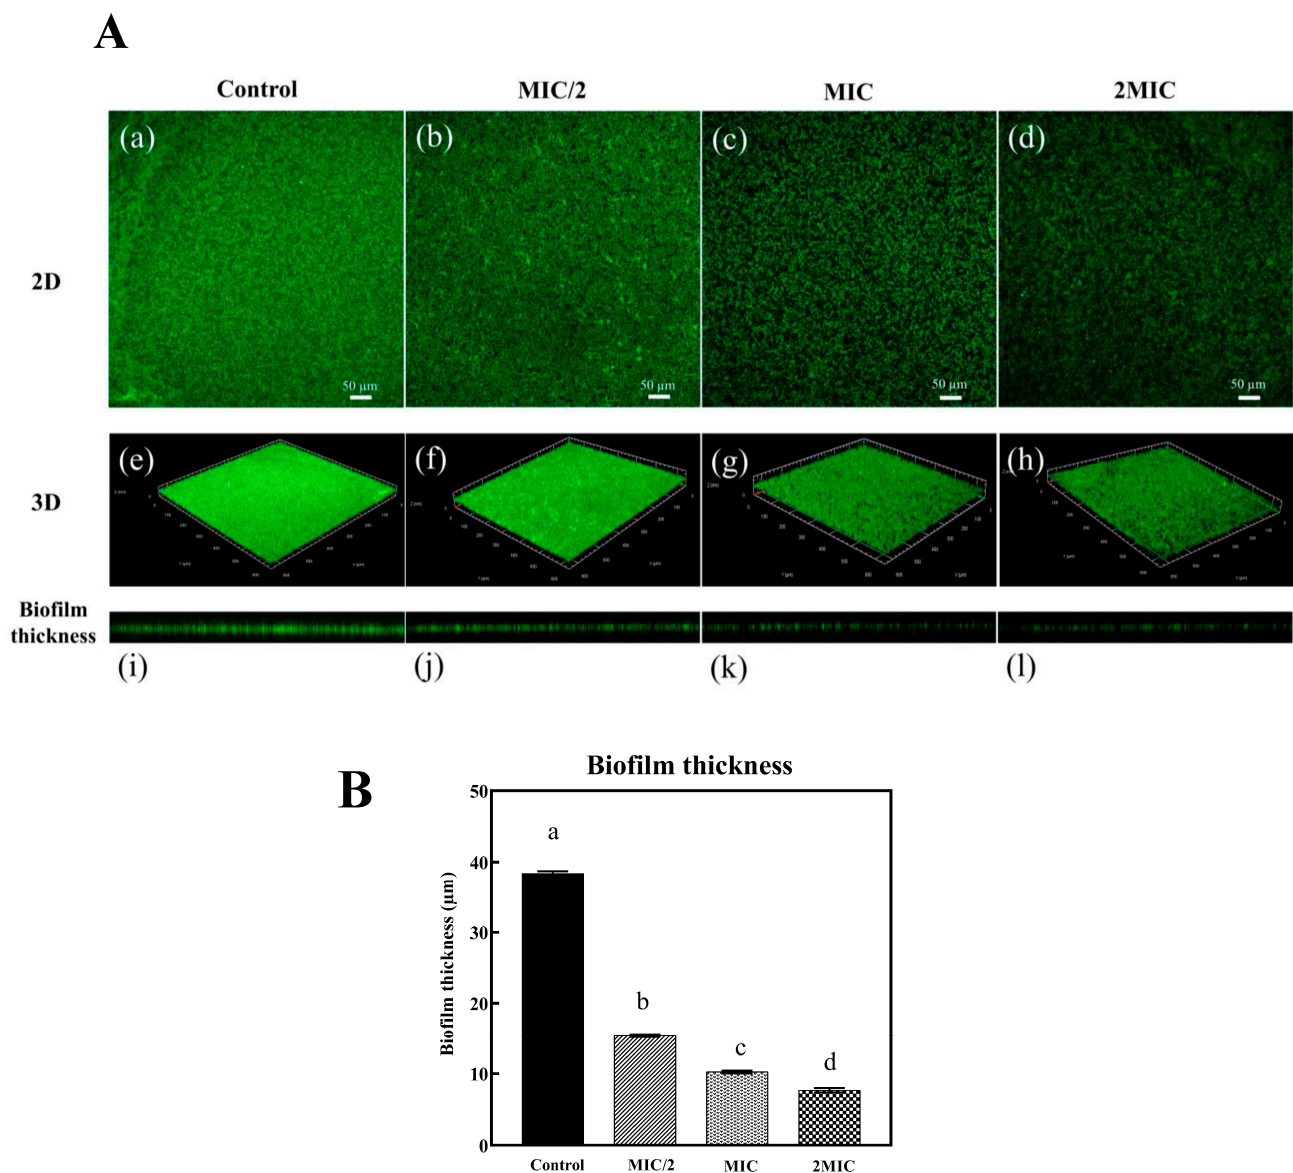 A
Control MIC/2 MIC 2MIC
(a) (b) (c) (d)
2D
50 µm 50 µm 50 µm 50 µm
(e) (f) (g) (h)
3D
Biofilm
thickness
(i) (j) (k) (l)
B
Biofilm thickness
Biofilm thickness (µm)
50
40
30
20
10
0
a
b
c
d
Control MIC/2 MIC 2MIC